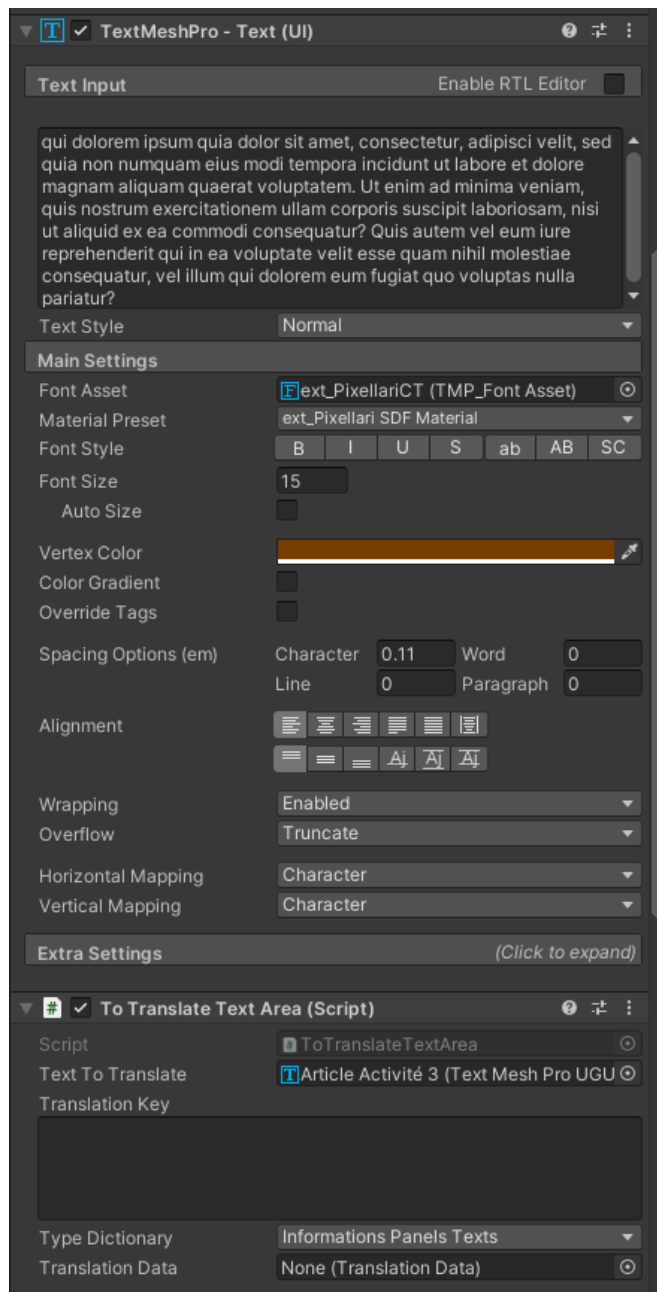 TextMeshPro - Text (UI)
Text Input Enable RTL Editor
qui dolorem ipsum quia dolor sit amet, consectetur, adipisci velit, sed
quia non numquam eius modi tempora incidunt ut labore et dolore
magnam aliquam quaerat voluptatem. Ut enim ad minima veniam,
quis nostrum exercitationem ullam corporis suscipit laboriosam, nisi
ut aliquid ex ea commodi consequatur? Quis autem vel eum iure
reprehenderit qui in ea voluptate velit esse quam nihil molestiae
consequatur, vel illum qui dolorem eum fugiat quo voluptas nulla
pariatur?
Text Style Normal
Main Settings
Font Asset ext_PixellariCT (TMP_Font Asset)
Material Preset ext_Pixellari SDF Material
Font Style B I U S ab AB SC
Font Size 15
Auto Size
Vertex Color
Color Gradient
Override Tags
Spacing Options (em) Character 0.11 Word 0
Line 0 Paragraph 0
Alignment
Wrapping Enabled
Overflow Truncate
Horizontal Mapping Character
Vertical Mapping Character
Extra Settings (Click to expand)
To Translate Text Area (Script)
Script ToTranslateTextArea
Text To Translate Article Activité 3 (Text Mesh Pro UGU
Translation Key
Type Dictionary Informations Panels Texts
Translation Data None (Translation Data)